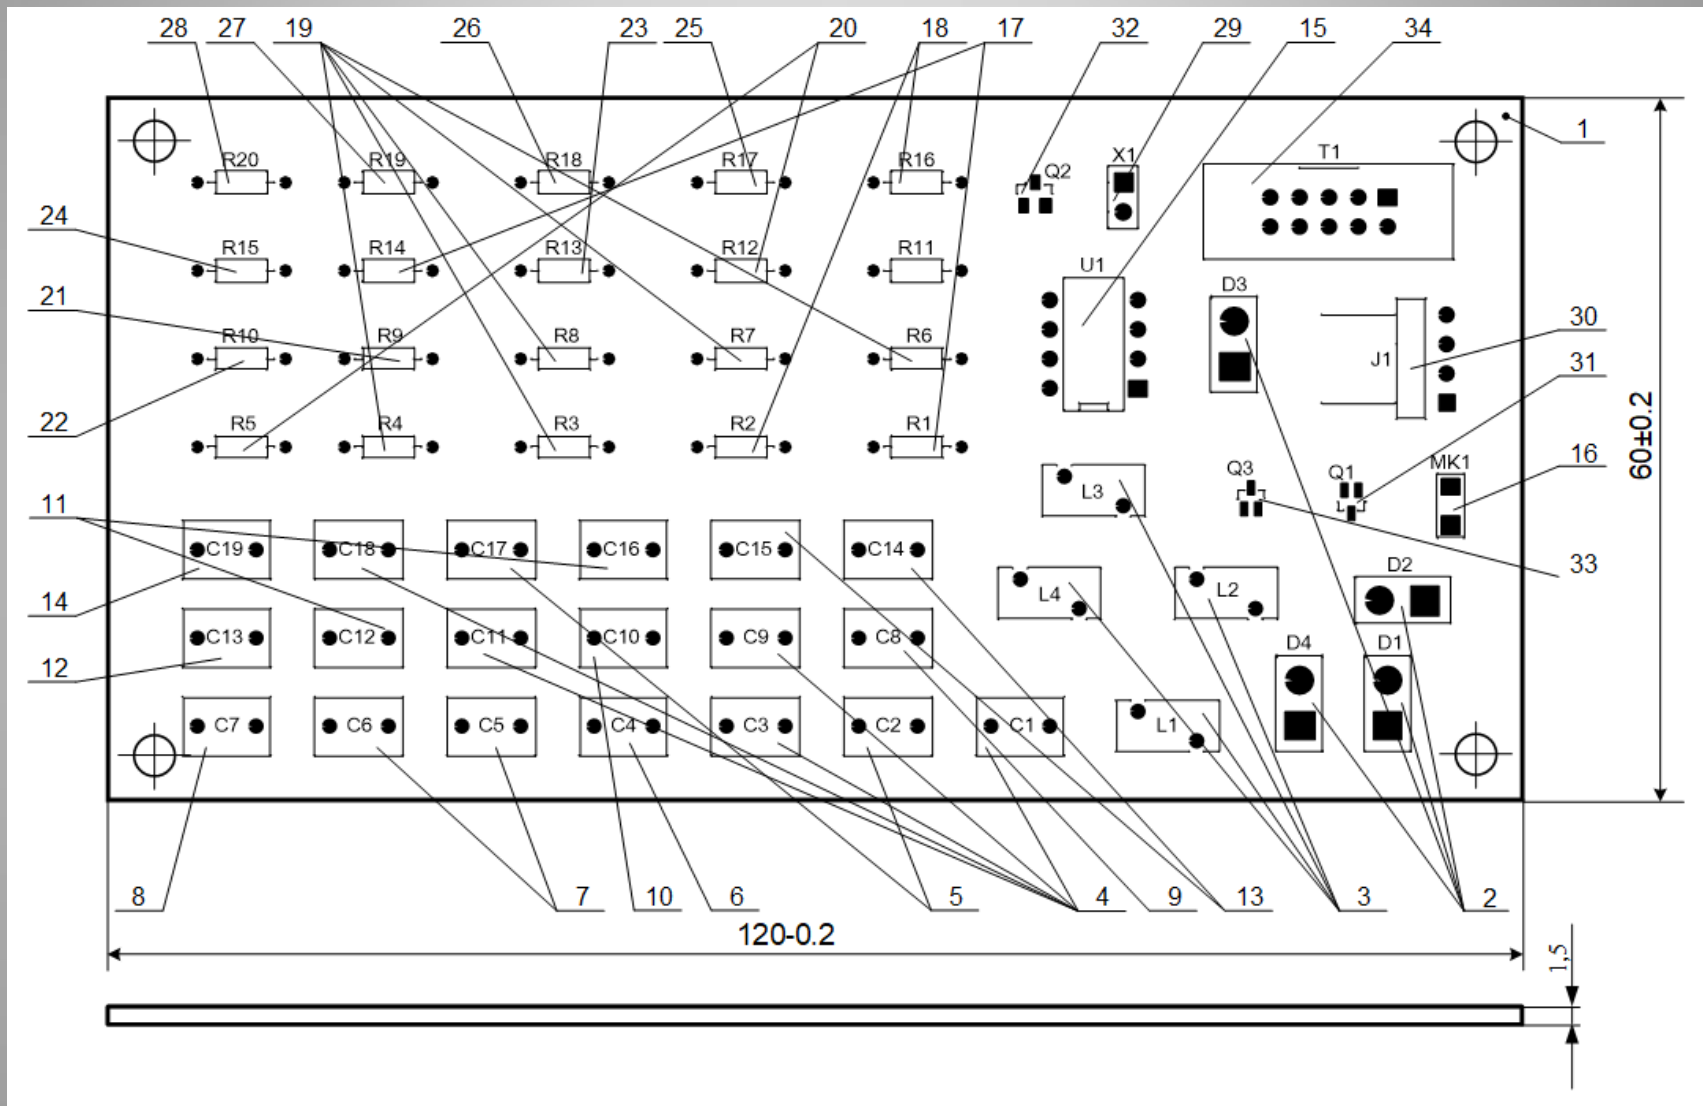 28 27 19 26 23 25 20 18 17 32 29 15 34
1
R20 R19 R18 R17 R16 Q2 X1 T1
24 R15 R14 R13 R12 R11 U1 D3
21 R10 R9 R8 R7 R6 J1 30
31
22 R5 R4 R3 R2 R1 60±0.2
L3 Q3 Q1 MK1 16
11
C19 C18 C17 C16 C15 C14 D2 33
14 L4 L2
C13 C12 C11 C10 C9 C8 D4 D1
12
C7 C6 C5 C4 C3 C2 C1 L1
8 7 10 6 5 4 9 13 3 2
120-0.2
1,5